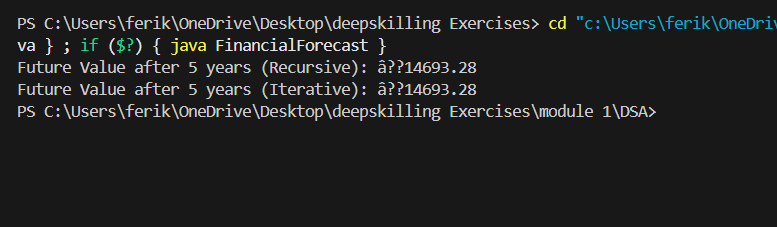 PS C:\Users\ferik\OneDrive\Desktop\deepskilling Exercises> cd "c:\Users\ferik\OneDriv
va } ; if ($?) { java FinancialForecast }
Future Value after 5 years (Recursive): â??14693.28
Future Value after 5 years (Iterative): â??14693.28
PS C:\Users\ferik\OneDrive\Desktop\deepskilling Exercises\module 1\DSA>